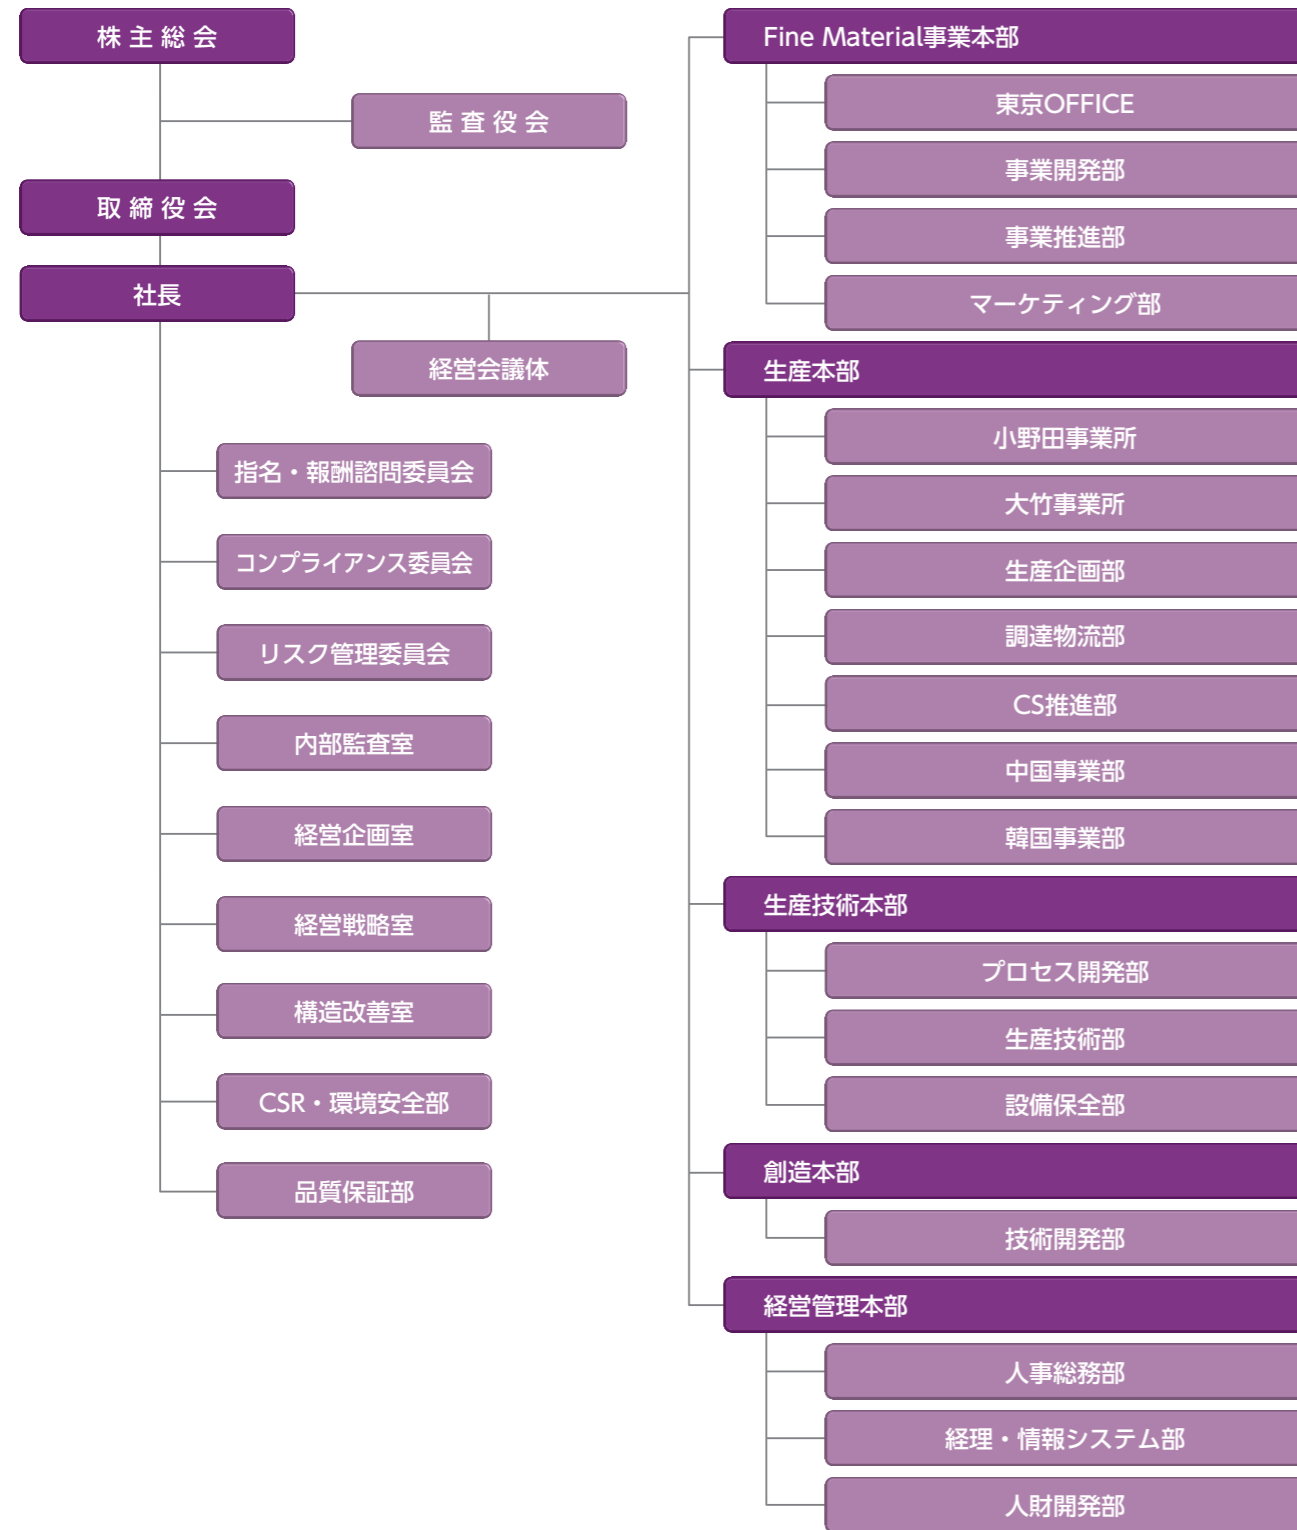 株主総会
監査役会
取締役会
社長
経営会議体
指名・報酬諮問委員会
コンプライアンス委員会
リスク管理委員会
内部監査室
経営企画室
経営戦略室
構造改善室
CSR・環境安全部
品質保証部
Fine Material事業本部
東京OFFICE
事業開発部
事業推進部
マーケティング部
生産本部
小野田事業所
大竹事業所
生産企画部
調達物流部
CS推進部
中国事業部
韓国事業部
生産技術本部
プロセス開発部
生産技術部
設備保全部
創造本部
技術開発部
経営管理本部
人事総務部
経理・情報システム部
人財開発部